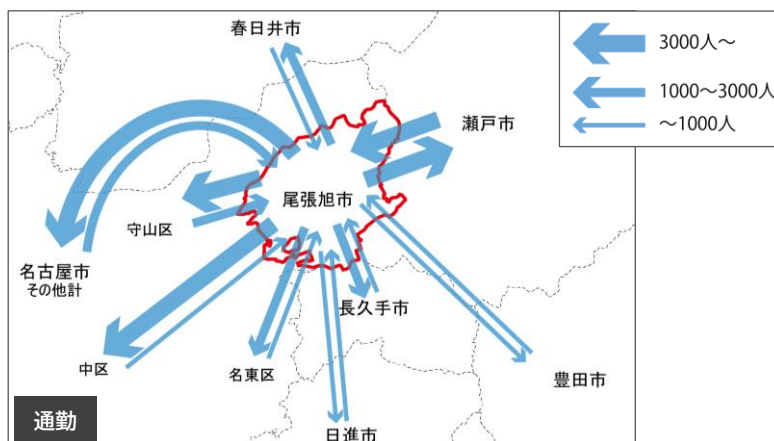 春日井市
3000人～
1000～3000人
～1000人
瀬戸市
尾張旭市
守山区
名古屋市
その他計
長久手市
中区
名東区
豊田市
日進市
通勤